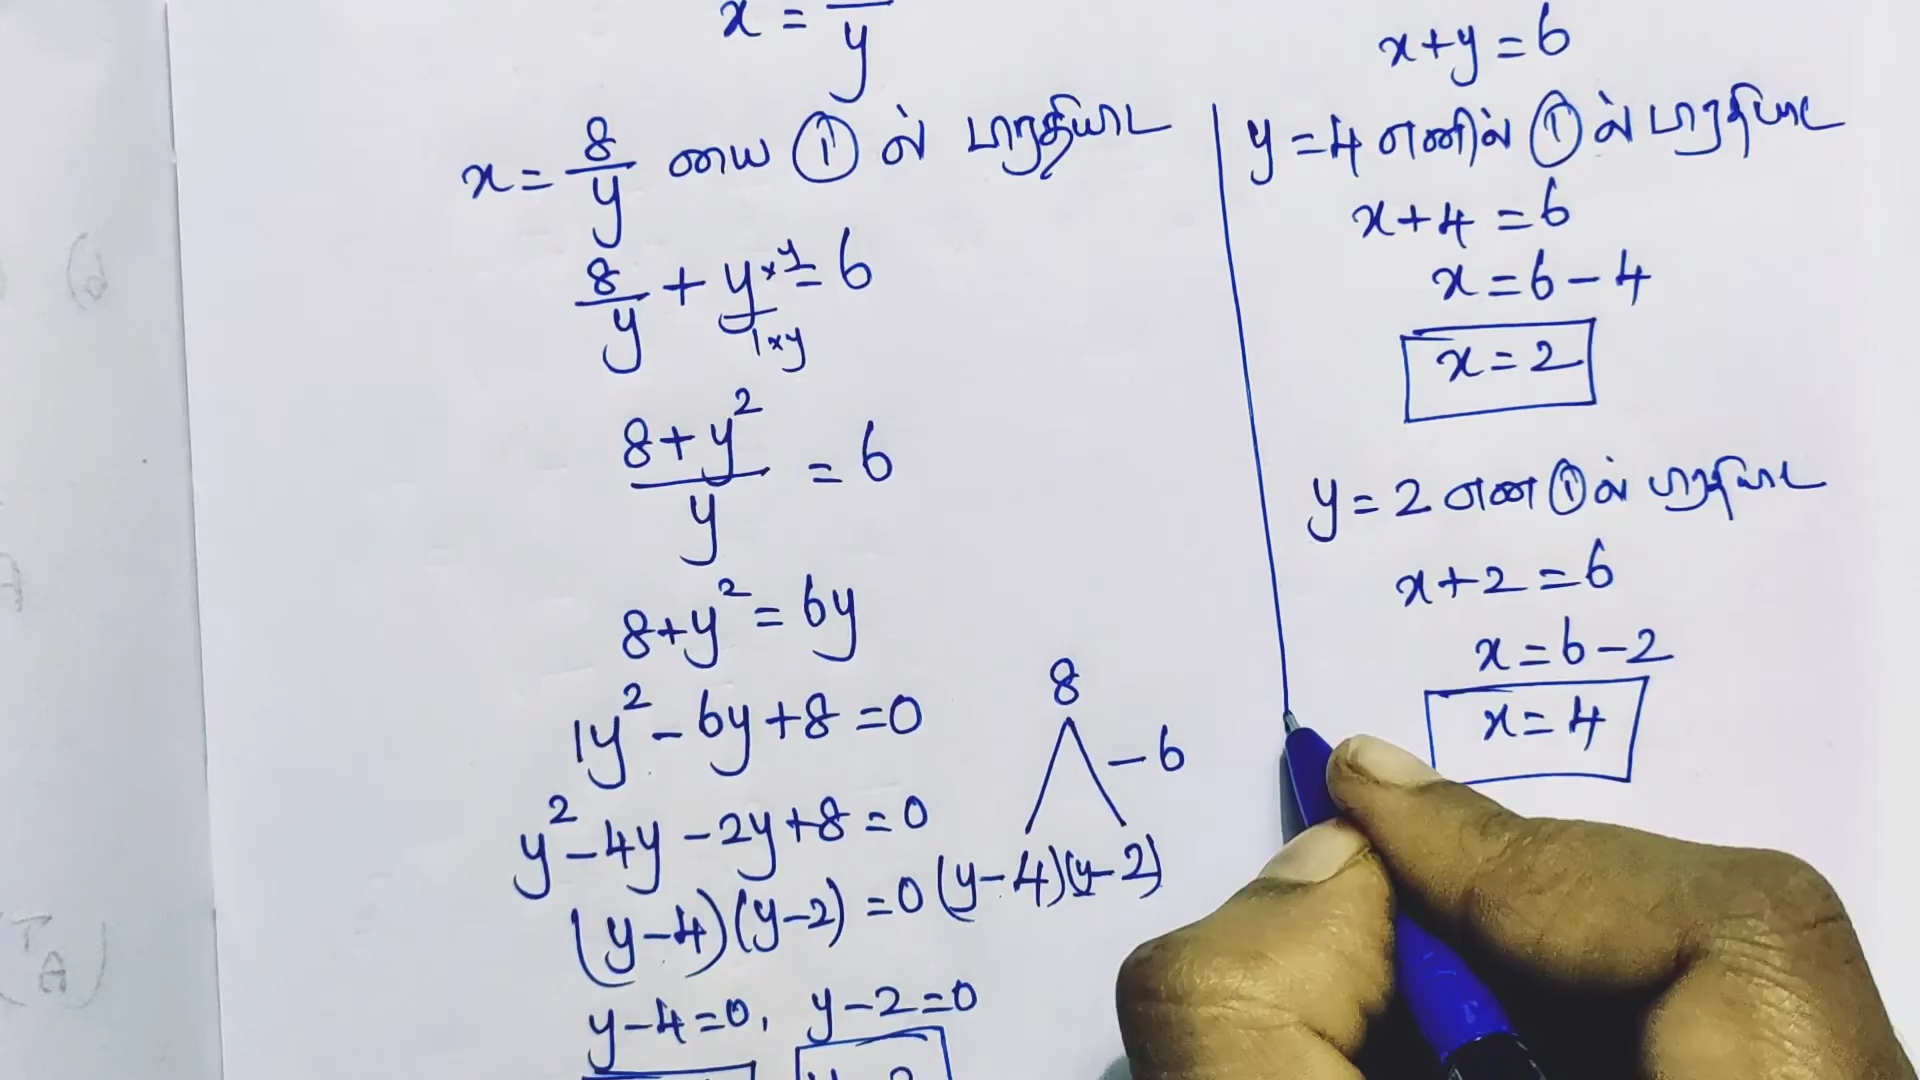 x = ―/y
x = 8/y யை ① ல் பிரதியிட
8/y + y×y/1×y = 6
8+y²/y = 6
8+y² = 6y
1y² - 6y + 8 = 0
y² - 4y - 2y + 8 = 0
(y-4)(y-2) = 0
y-4=0, y-2=0
8
-6
(y-4)(y-2)
x+y = 6
y = 4 எனில் ① ல் பிரதியிட
x+4 = 6
x = 6 - 4
x = 2
y = 2 என ① ல் பிரதியிட
x+2 = 6
x = 6 - 2
x = 4